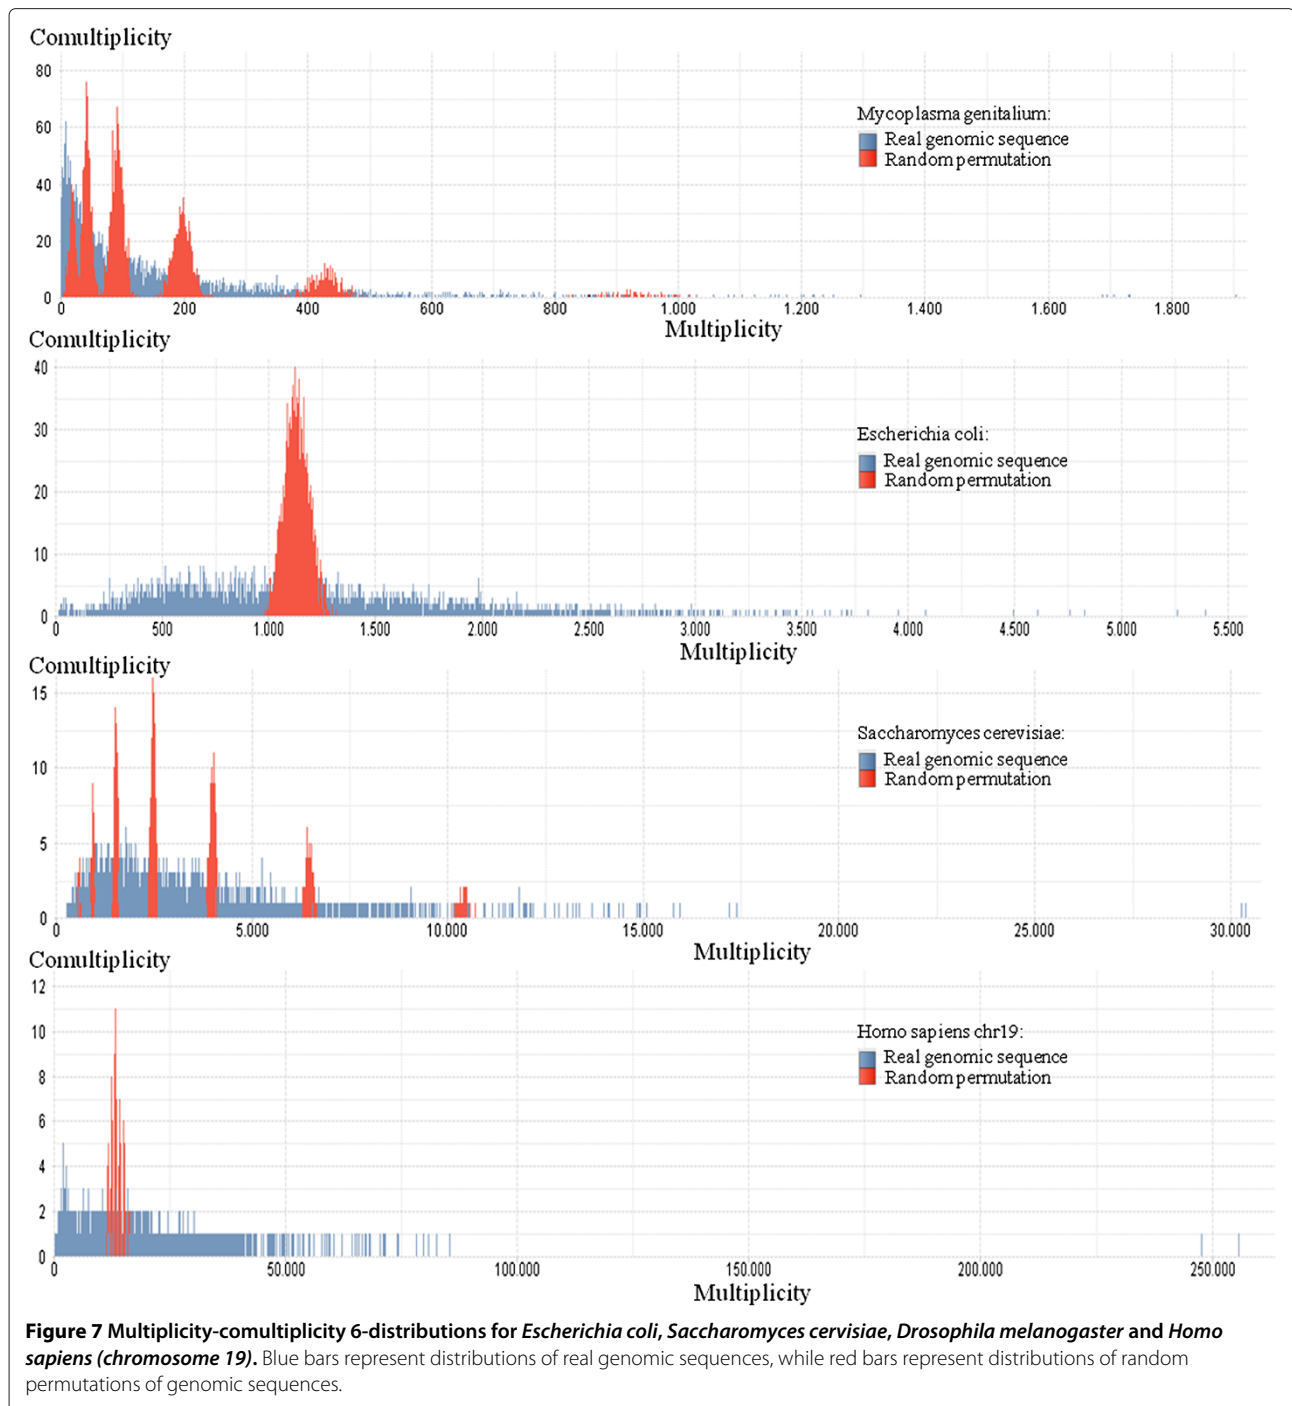 Comultiplicity
80
60
40
20
0
Mycoplasma genitalium:
Real genomic sequence
Random permutation
0 200 400 600 800 1.000 1.200 1.400 1.600 1.800
Multiplicity
Comultiplicity
40
30
20
10
0
Escherichia coli:
Real genomic sequence
Random permutation
0 500 1.000 1.500 2.000 2.500 3.000 3.500 4.000 4.500 5.000 5.500
Multiplicity
Comultiplicity
15
10
5
0
Saccharomyces cerevisiae:
Real genomic sequence
Random permutation
0 5.000 10.000 15.000 20.000 25.000 30.000
Multiplicity
Comultiplicity
12
10
8
6
4
2
0
Homo sapiens chr19:
Real genomic sequence
Random permutation
0 50.000 100.000 150.000 200.000 250.000
Multiplicity
Figure 7 Multiplicity-comultiplicity 6-distributions for Escherichia coli, Saccharomyces cervisiae, Drosophila melanogaster and Homo
sapiens (chromosome 19). Blue bars represent distributions of real genomic sequences, while red bars represent distributions of random
permutations of genomic sequences.